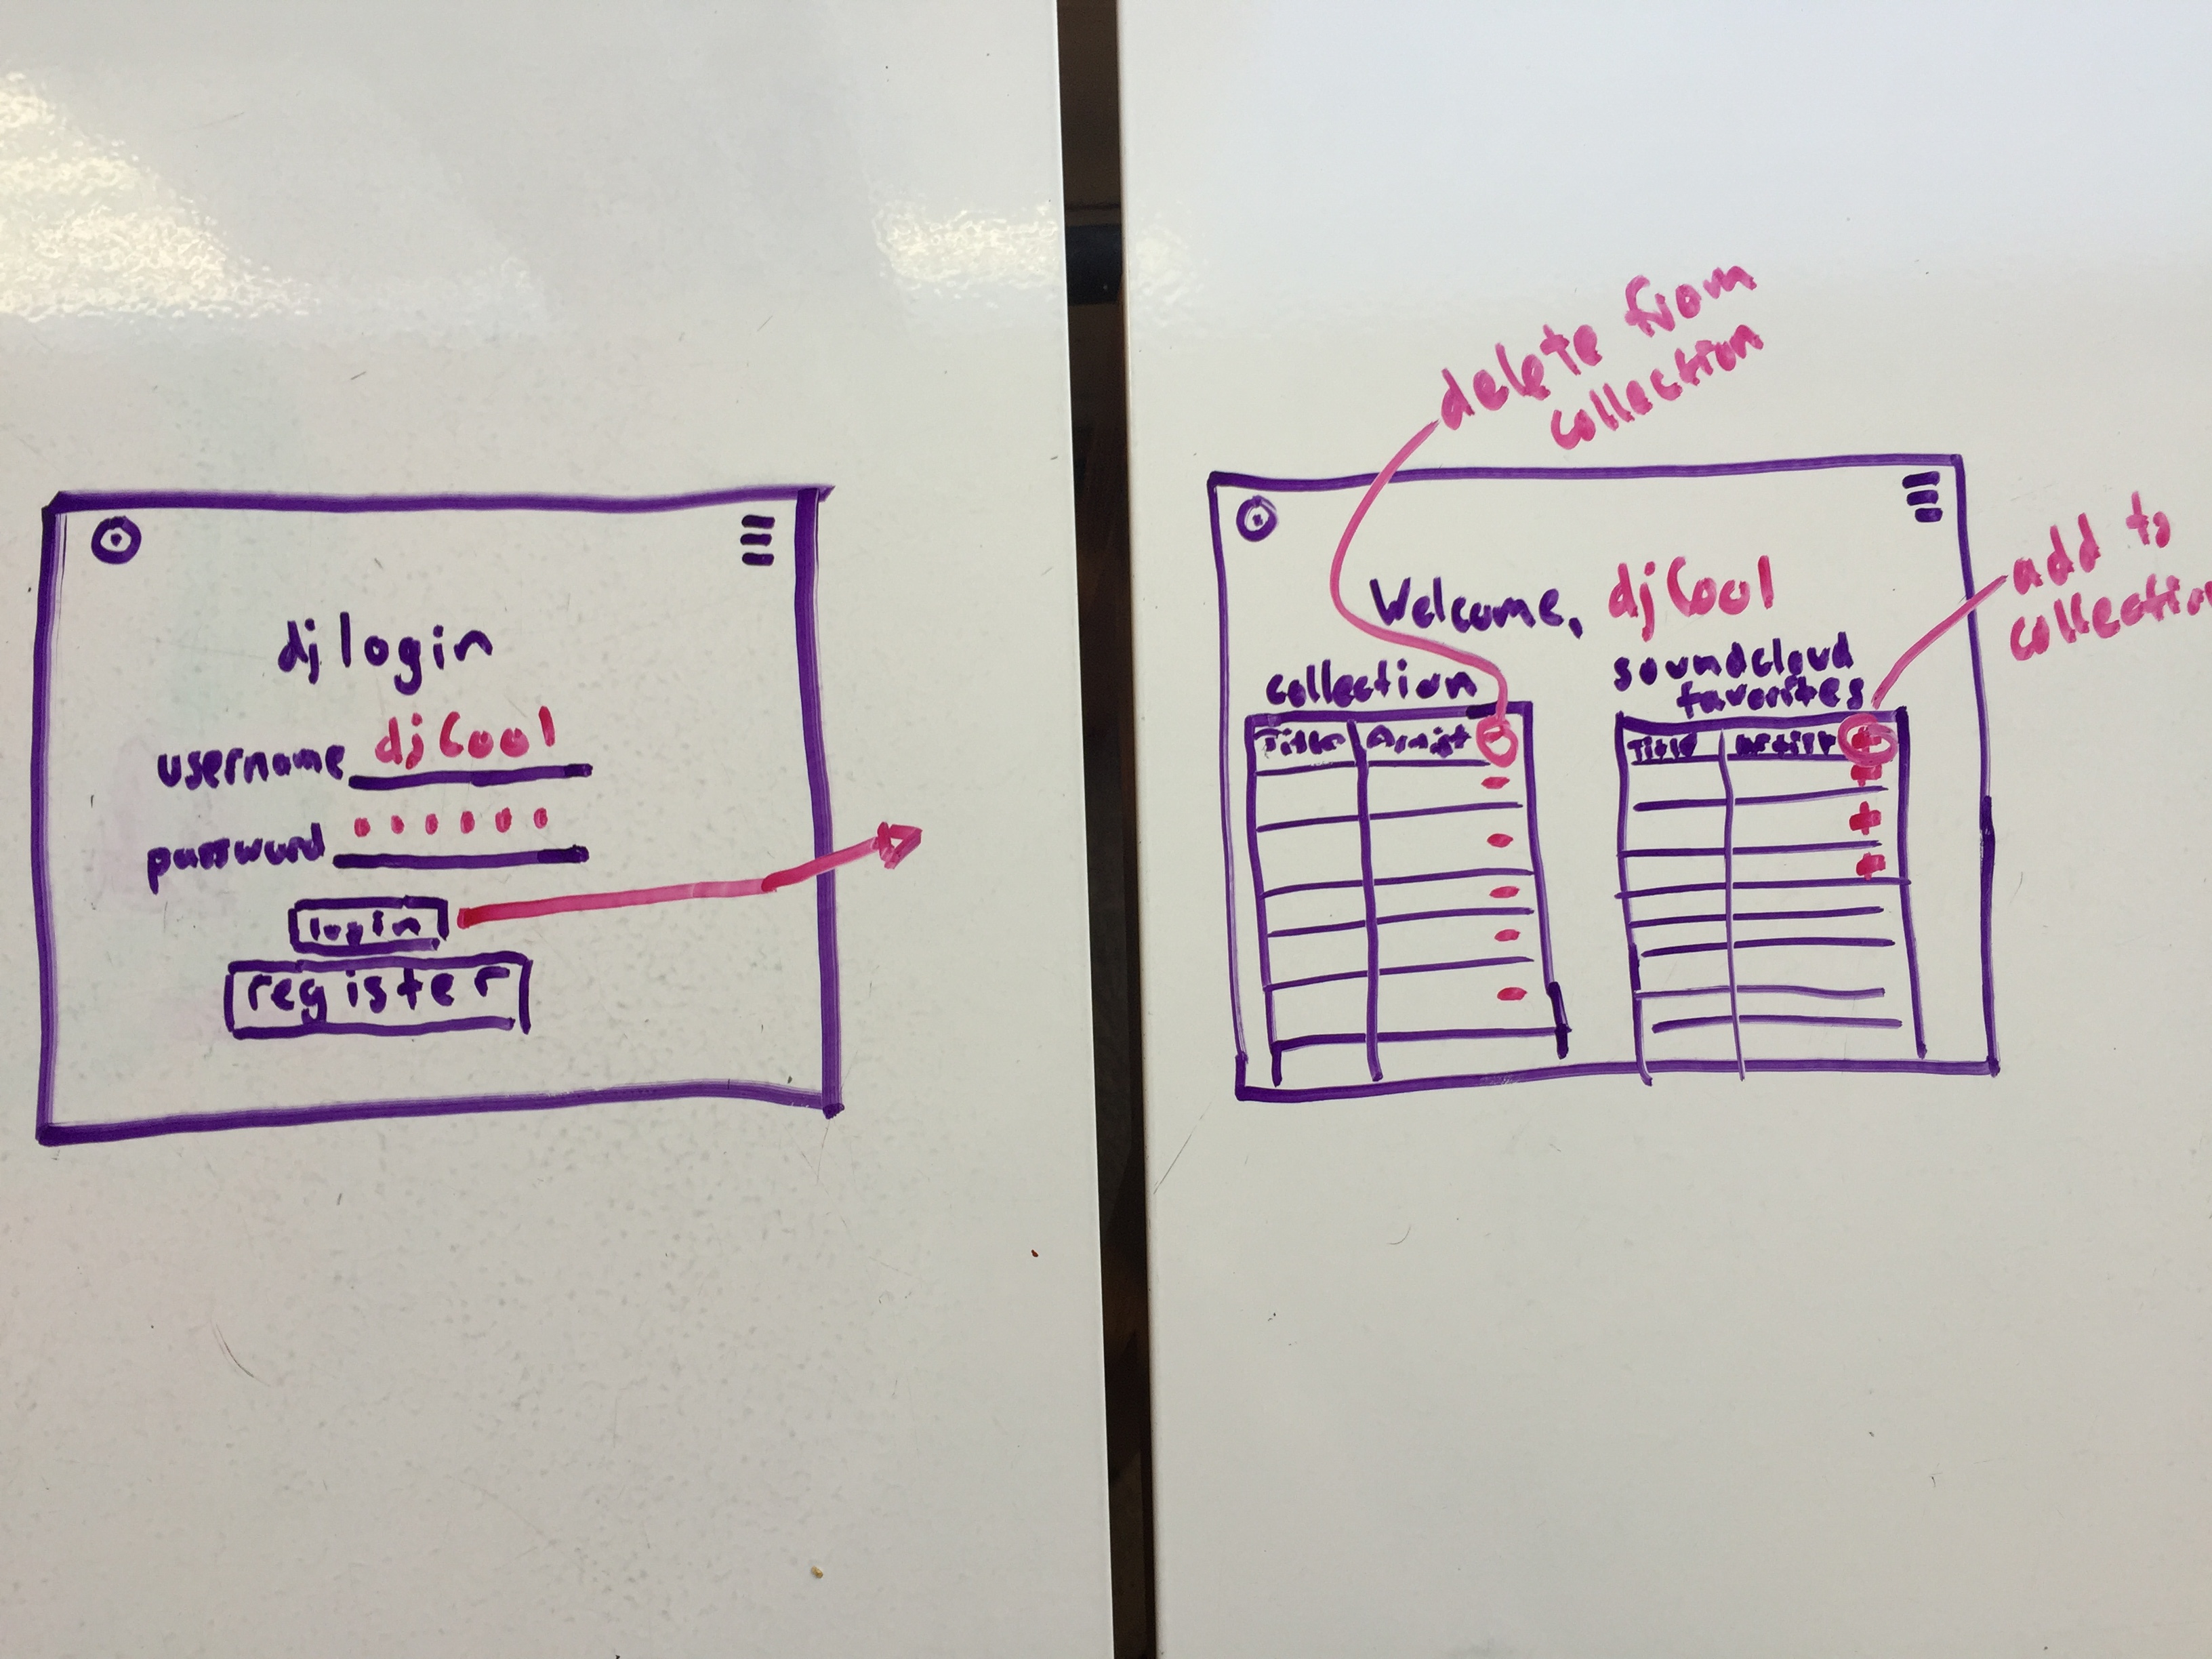 dj login
username djCool
password
login
register
delete from
collection
add to
collection
Welcome, djCool
collection
soundcloud
favorites
Title Artist
Title Artist